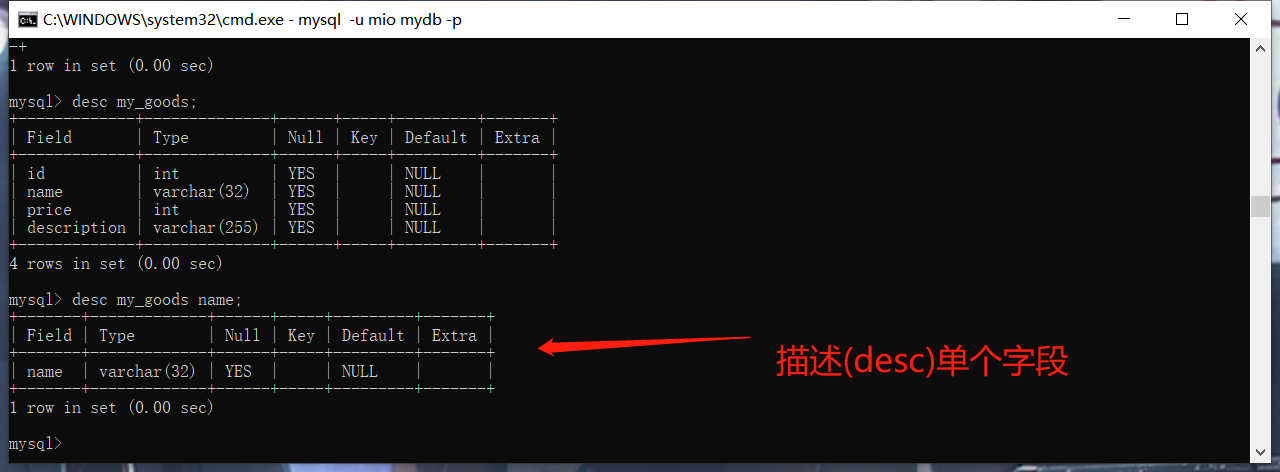 C:\WINDOWS\system32\cmd.exe - mysql  -u mio mydb -p
-+
1 row in set (0.00 sec)
mysql> desc my_goods;
+-------------+--------------+------+-----+---------+-------+
| Field       | Type         | Null | Key | Default | Extra |
+-------------+--------------+------+-----+---------+-------+
| id          | int          | YES  |     | NULL    |       |
| name        | varchar(32)  | YES  |     | NULL    |       |
| price       | int          | YES  |     | NULL    |       |
| description | varchar(255) | YES  |     | NULL    |       |
+-------------+--------------+------+-----+---------+-------+
4 rows in set (0.00 sec)
mysql> desc my_goods name;
+-------+-------------+------+-----+---------+-------+
| Field | Type        | Null | Key | Default | Extra |
+-------+-------------+------+-----+---------+-------+
| name  | varchar(32) | YES  |     | NULL    |       |
+-------+-------------+------+-----+---------+-------+
1 row in set (0.00 sec)
mysql>
描述(desc)单个字段